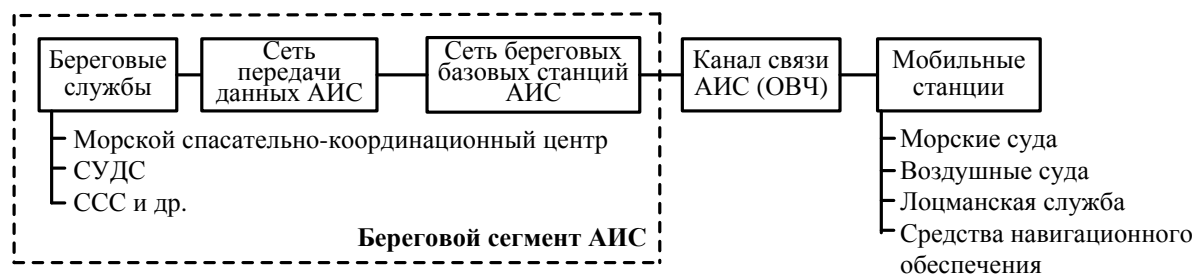 Береговые
службы
Сеть
передачи
данных АИС
Сеть береговых
базовых станций
АИС
Канал связи
АИС (ОВЧ)
Мобильные
станции
Морской спасательно-координационный центр
СУДС
ССС и др.
Береговой сегмент АИС
Морские суда
Воздушные суда
Лоцманская служба
Средства навигационного
обеспечения